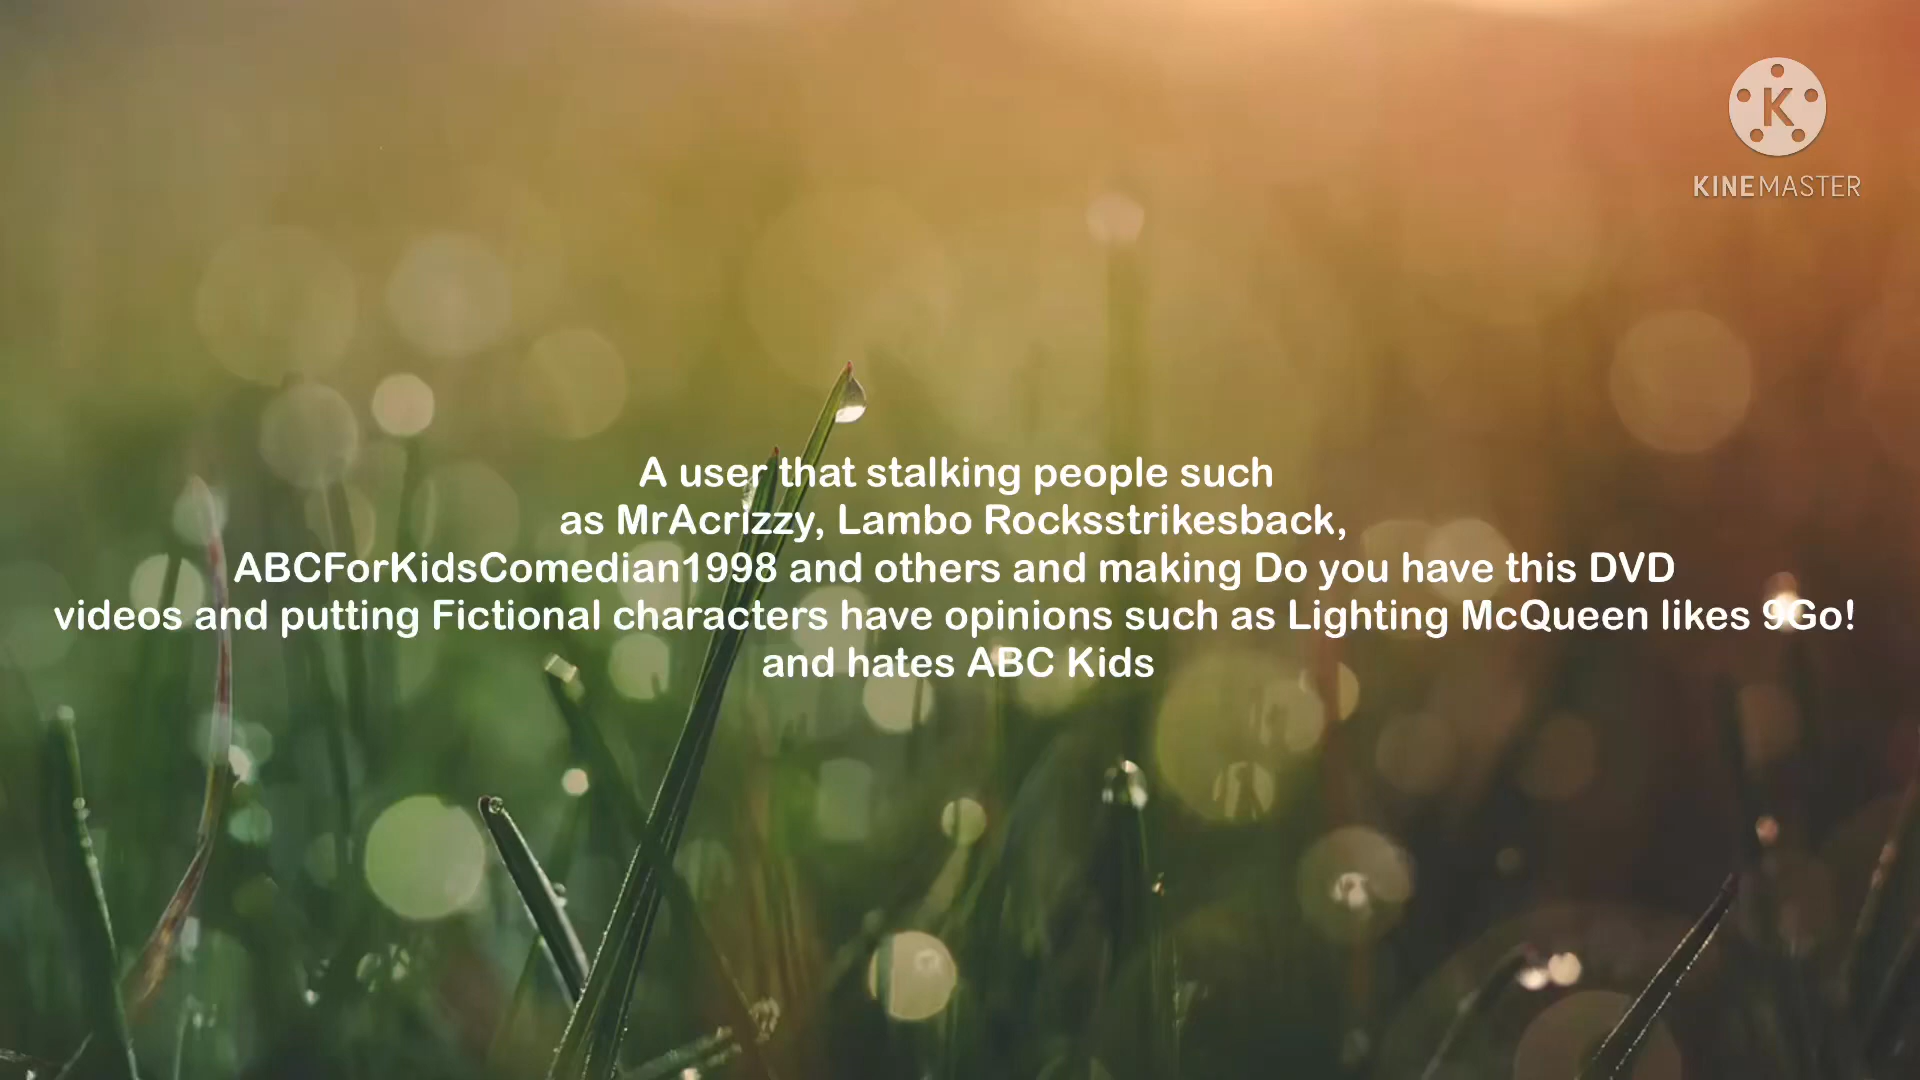 KINEMASTER
A user that stalking people such
as MrAcrizzy, Lambo Rocksstrikesback,
ABCForKidsComedian1998 and others and making Do you have this DVD
videos and putting Fictional characters have opinions such as Lighting McQueen likes 9Go!
and hates ABC Kids